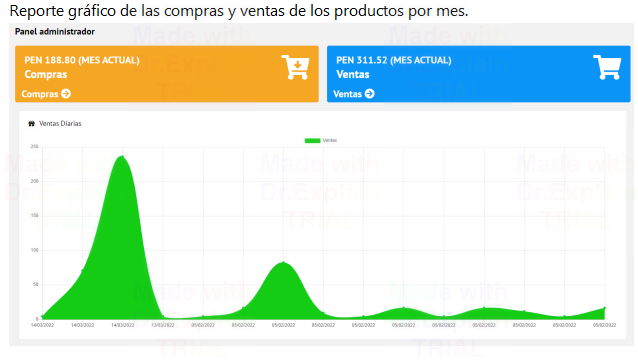 Reporte gráfico de las compras y ventas de los productos por mes.
Panel administrador
PEN 188.80 (MES ACTUAL)
Compras
Compras
PEN 311.52 (MES ACTUAL)
Ventas
Ventas
Ventas Diarias
Ventas
250
200
150
100
50
0
14/03/2022 14/03/2022 14/03/2022 13/03/2022 09/02/2022 09/02/2022 05/02/2022 05/02/2022 05/02/2022 05/02/2022 05/02/2022 05/02/2022 05/02/2022 05/02/2022 05/02/2022
Made with
Dr.Explain
TRIAL